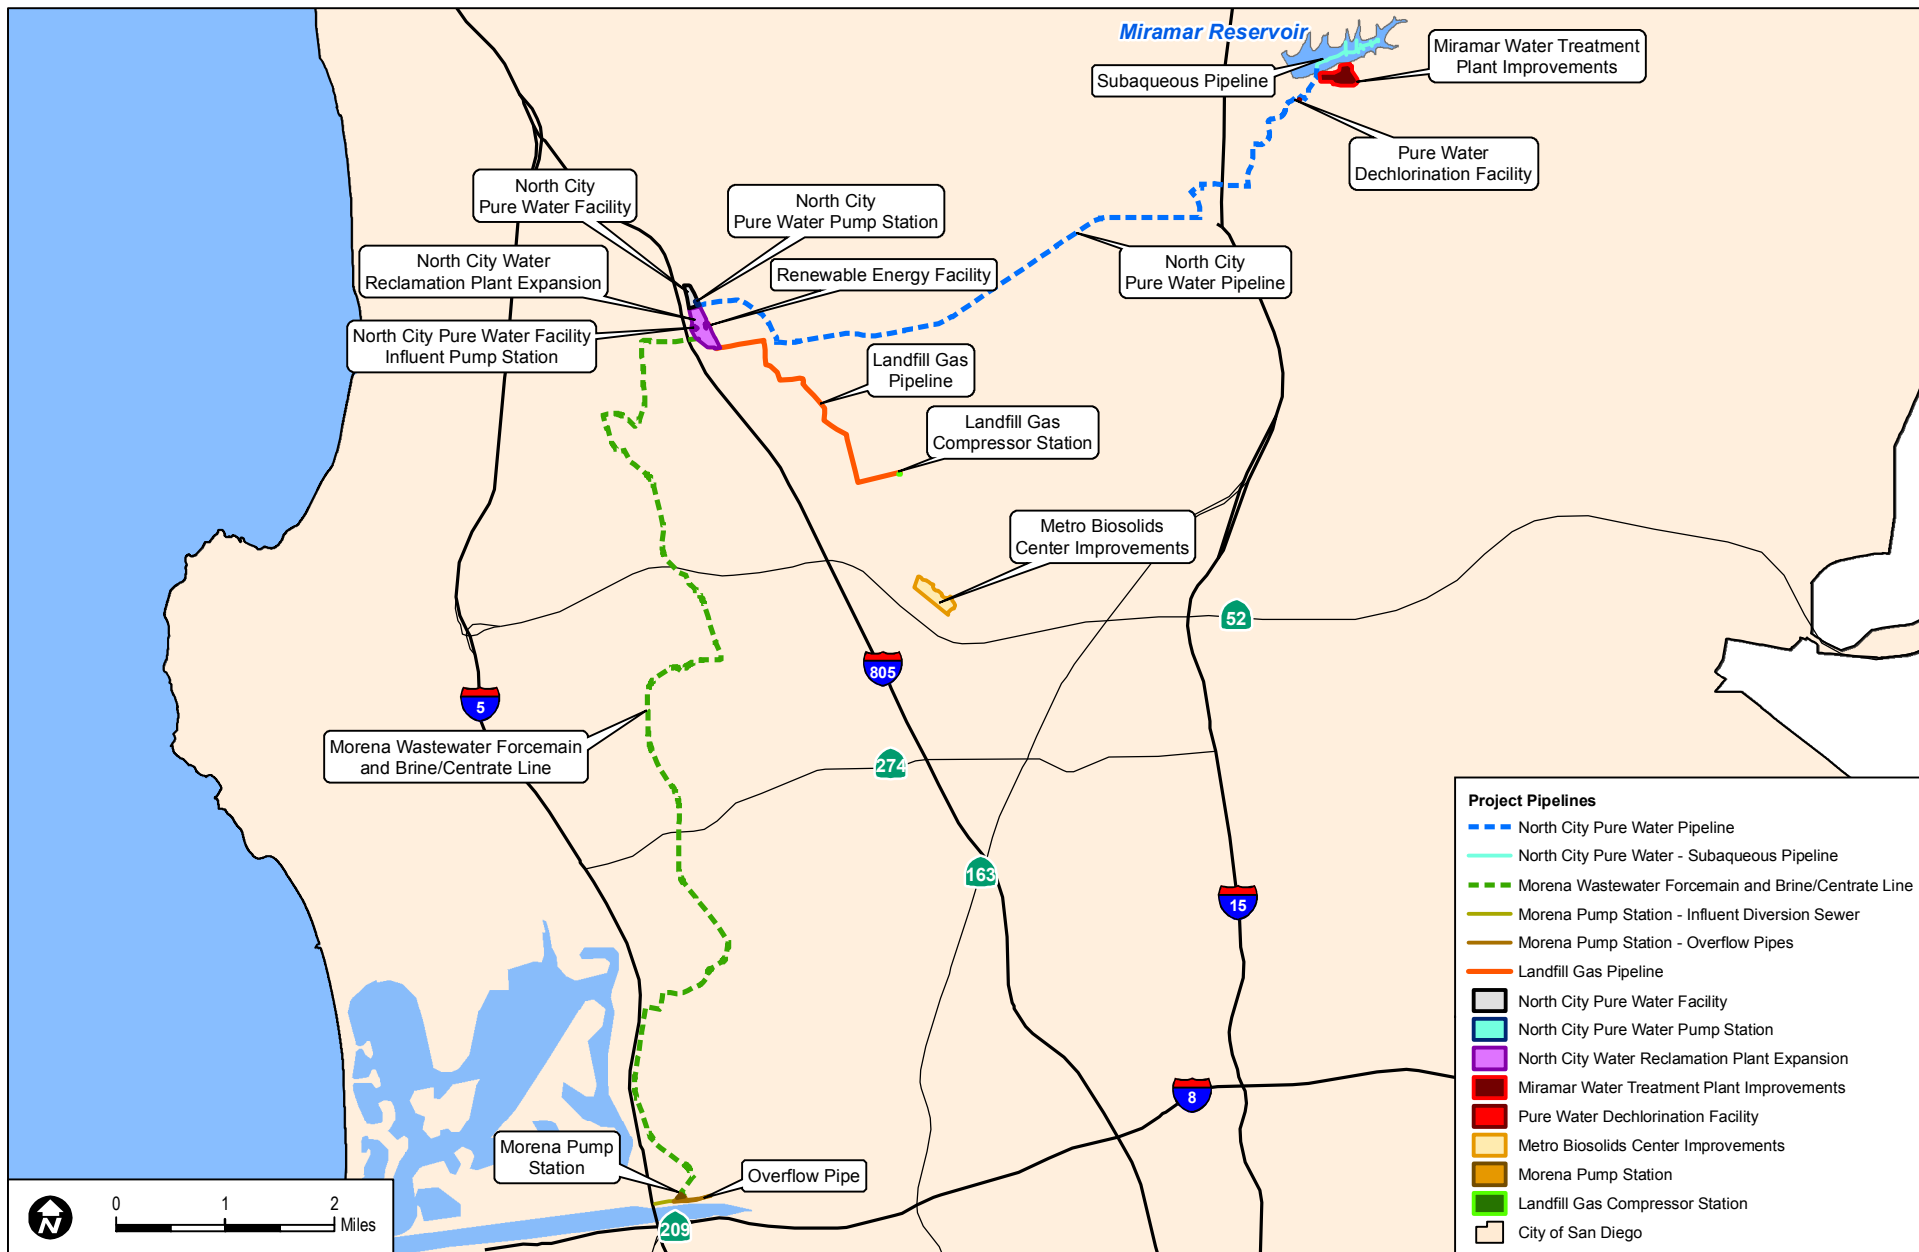 Miramar Reservoir
Miramar Water Treatment
Plant Improvements
Subaqueous Pipeline
Pure Water
Dechlorination Facility
North City
Pure Water Facility
North City
Pure Water Pump Station
North City Water
Reclamation Plant Expansion
Renewable Energy Facility
North City
Pure Water Pipeline
North City Pure Water Facility
Influent Pump Station
Landfill Gas
Pipeline
Landfill Gas
Compressor Station
Metro Biosolids
Center Improvements
52
805
5
Morena Wastewater Forcemain
and Brine/Centrate Line
274
163
15
8
Morena Pump
Station
Overflow Pipe
209
N
0 1 2
Miles
Project Pipelines
North City Pure Water Pipeline
North City Pure Water - Subaqueous Pipeline
Morena Wastewater Forcemain and Brine/Centrate Line
Morena Pump Station - Influent Diversion Sewer
Morena Pump Station - Overflow Pipes
Landfill Gas Pipeline
North City Pure Water Facility
North City Pure Water Pump Station
North City Water Reclamation Plant Expansion
Miramar Water Treatment Plant Improvements
Pure Water Dechlorination Facility
Metro Biosolids Center Improvements
Morena Pump Station
Landfill Gas Compressor Station
City of San Diego